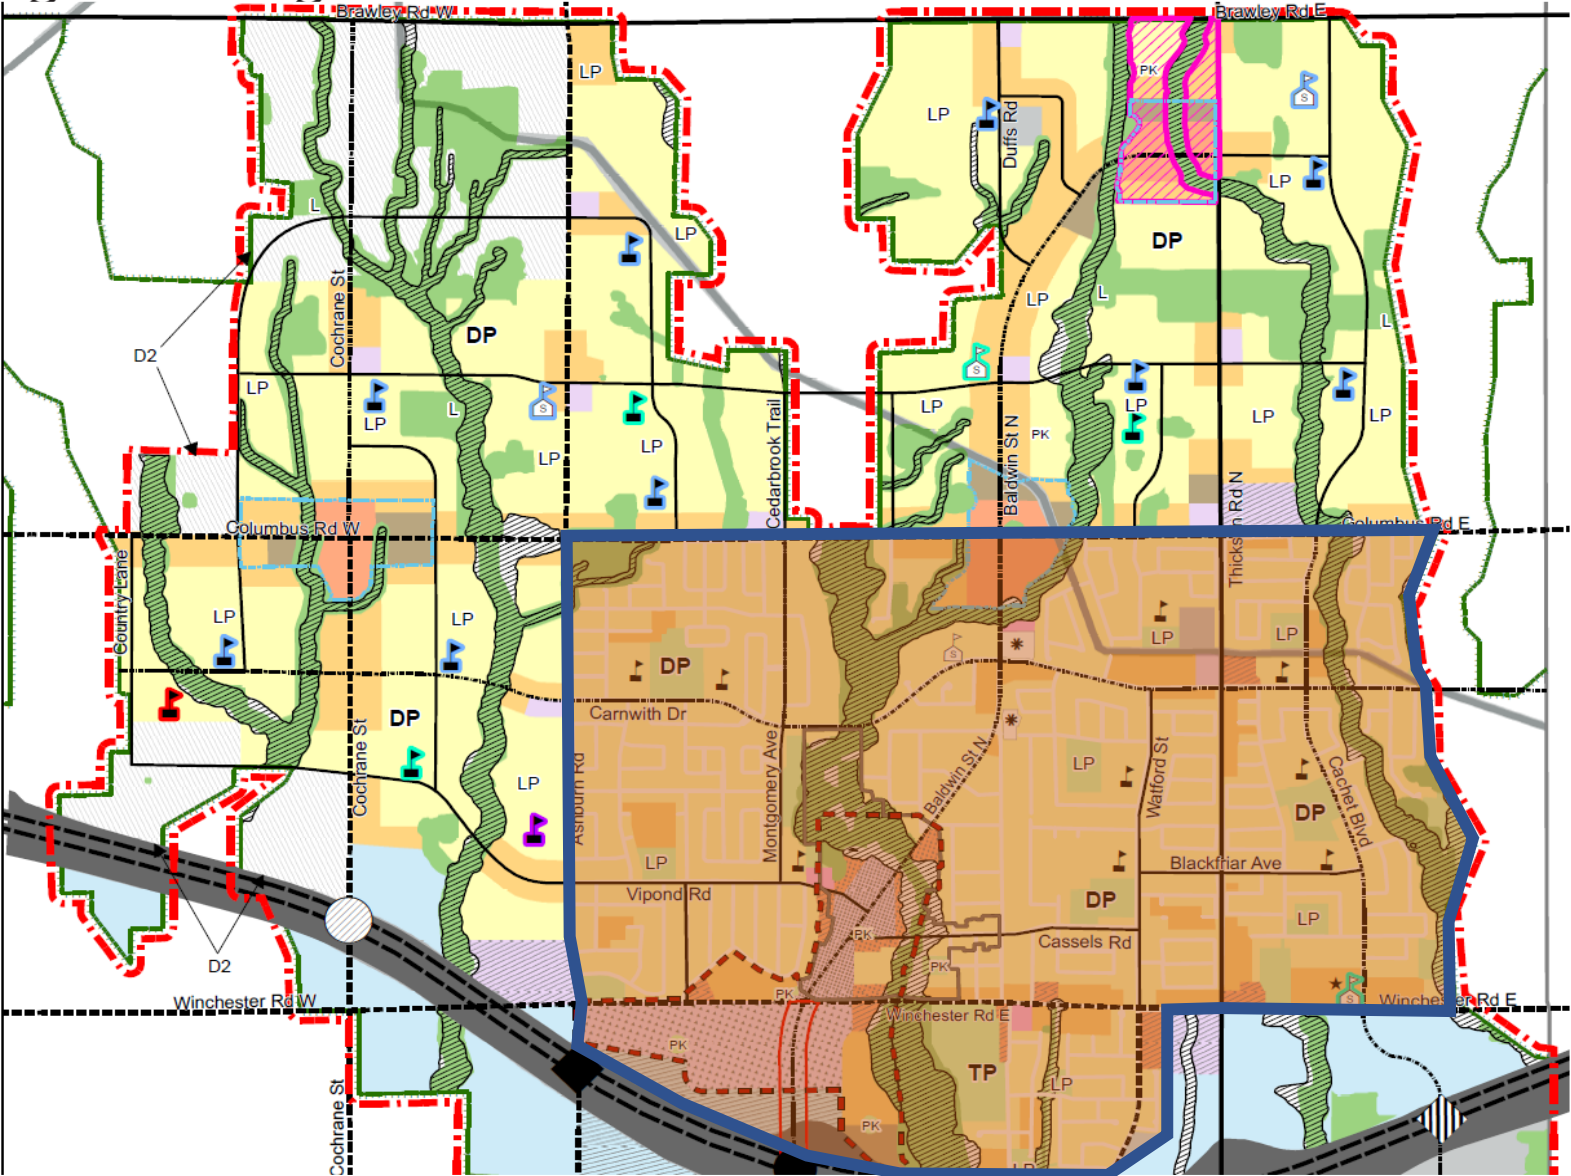 Brawley Rd W
Brawley Rd E
LP
PK
S
LP
Duffs Rd
LP
L
LP
DP
Cochrane St
LP
L
L
D2
DP
S
LP
LP
L
S
LP
LP
LP
LP
LP
PK
Baldwin St N
LP
LP
Cedarbrook Trail
Columbus Rd W
Columbus Rd E
Country Lane
LP
LP
S
LP
LP
DP
Carnwith Dr
DP
Cochrane St
Ashburn Rd
Montgomery Ave
Baldwin St N
LP
Watford St
Cachet Blvd
DP
LP
LP
Blackfriar Ave
Vipond Rd
DP
LP
PK
Cassels Rd
D2
PK
PK
Winchester Rd W
S
Winchester Rd E
Winchester Rd E
PK
TP
LP
Cochrane St
PK
LP